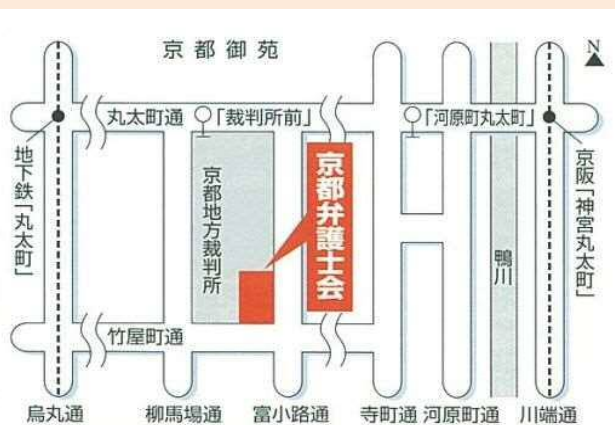 京都御苑
N
丸太町通
「裁判所前」
「河原町丸太町」
地下鉄「丸太町」
京都地方裁判所
京都弁護士会
鴨川
京阪「神宮丸太町」
竹屋町通
烏丸通
柳馬場通
富小路通
寺町通
河原町通
川端通